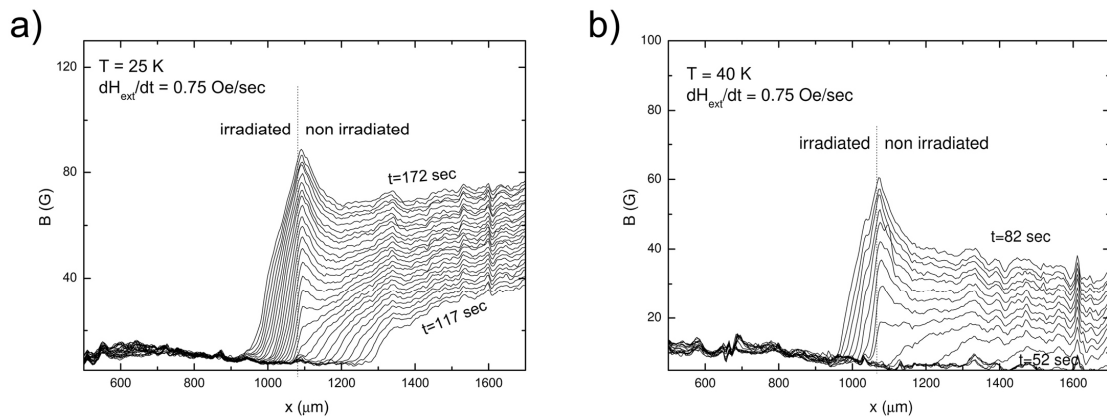 a)
T = 25 K
dH_ext/dt = 0.75 Oe/sec
irradiated
non irradiated
t=172 sec
t=117 sec
B (G)
120
80
40
600
800
1000
1200
1400
1600
x (μm)
b)
T = 40 K
dH_ext/dt = 0.75 Oe/sec
irradiated
non irradiated
t=82 sec
t=52 sec
B (G)
100
80
60
40
20
600
800
1000
1200
1400
1600
x (μm)